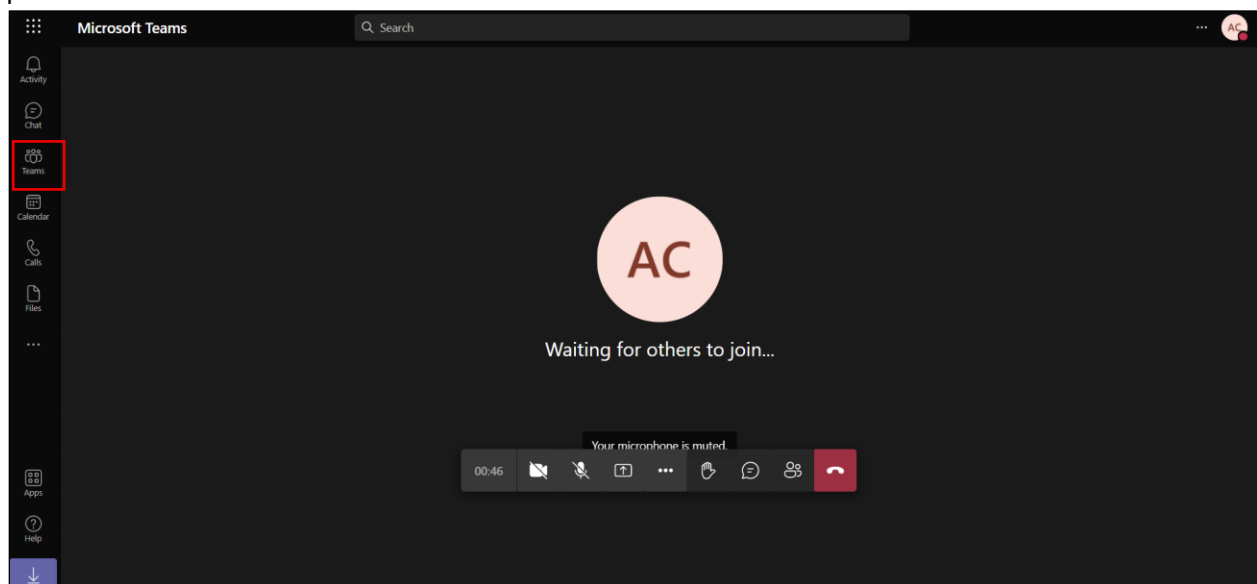 Microsoft Teams
Search
AC
Activity
Chat
Teams
Calendar
Calls
Files
AC
Waiting for others to join...
Your microphone is muted.
00:46
Apps
Help